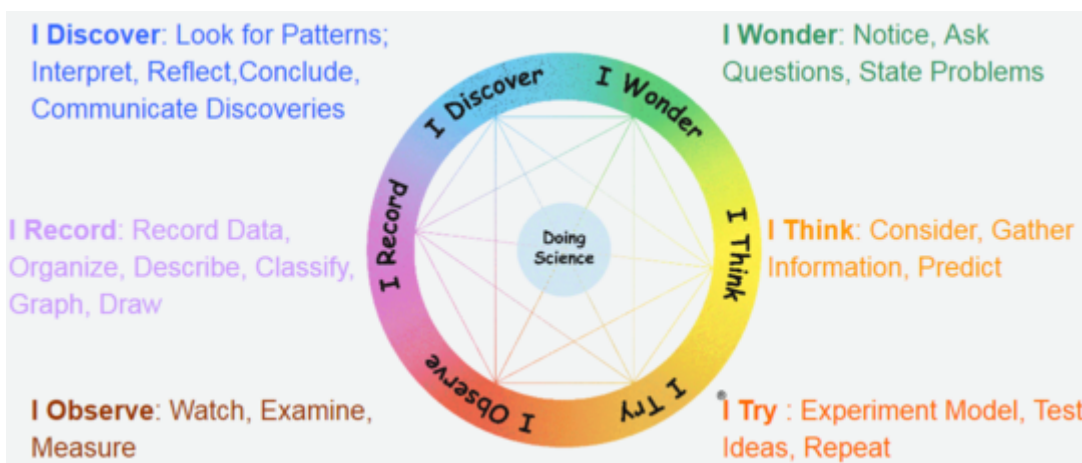 I Discover: Look for Patterns;
Interpret, Reflect,Conclude,
Communicate Discoveries
I Wonder: Notice, Ask
Questions, State Problems
I Discover
I Wonder
I Record: Record Data,
Organize, Describe, Classify,
Graph, Draw
I Record
Doing
Science
I Think
I Think: Consider, Gather
Information, Predict
I Observe
I Try
I Observe: Watch, Examine,
Measure
I Try : Experiment Model, Test
Ideas, Repeat